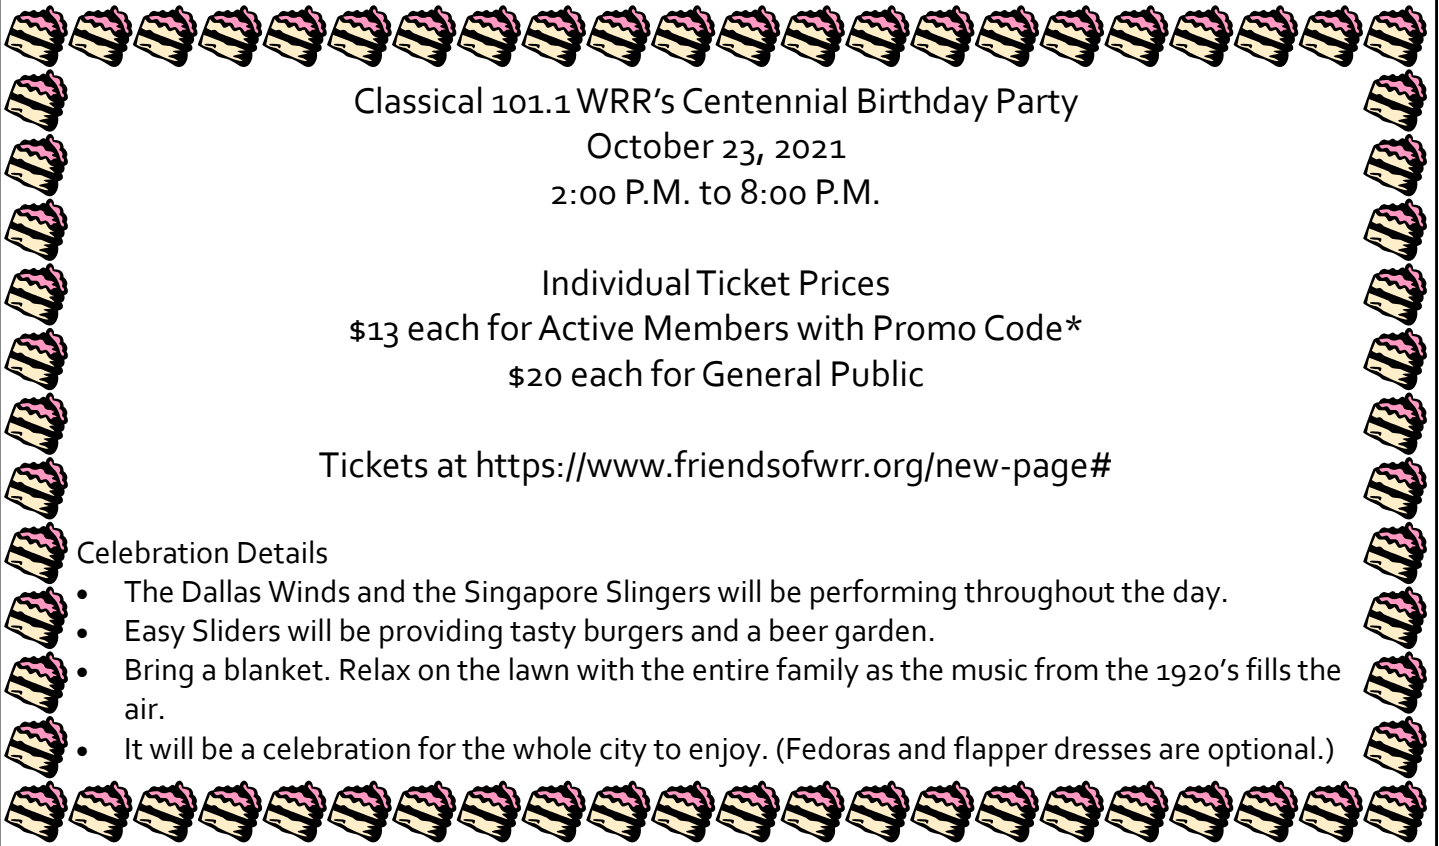 Classical 101.1 WRR’s Centennial Birthday Party
October 23, 2021
2:00 P.M. to 8:00 P.M.
Individual Ticket Prices
$13 each for Active Members with Promo Code*
$20 each for General Public
Tickets at https://www.friendsofwrr.org/new-page#
Celebration Details
• The Dallas Winds and the Singapore Slingers will be performing throughout the day.
• Easy Sliders will be providing tasty burgers and a beer garden.
• Bring a blanket. Relax on the lawn with the entire family as the music from the 1920’s fills the
air.
• It will be a celebration for the whole city to enjoy. (Fedoras and flapper dresses are optional.)